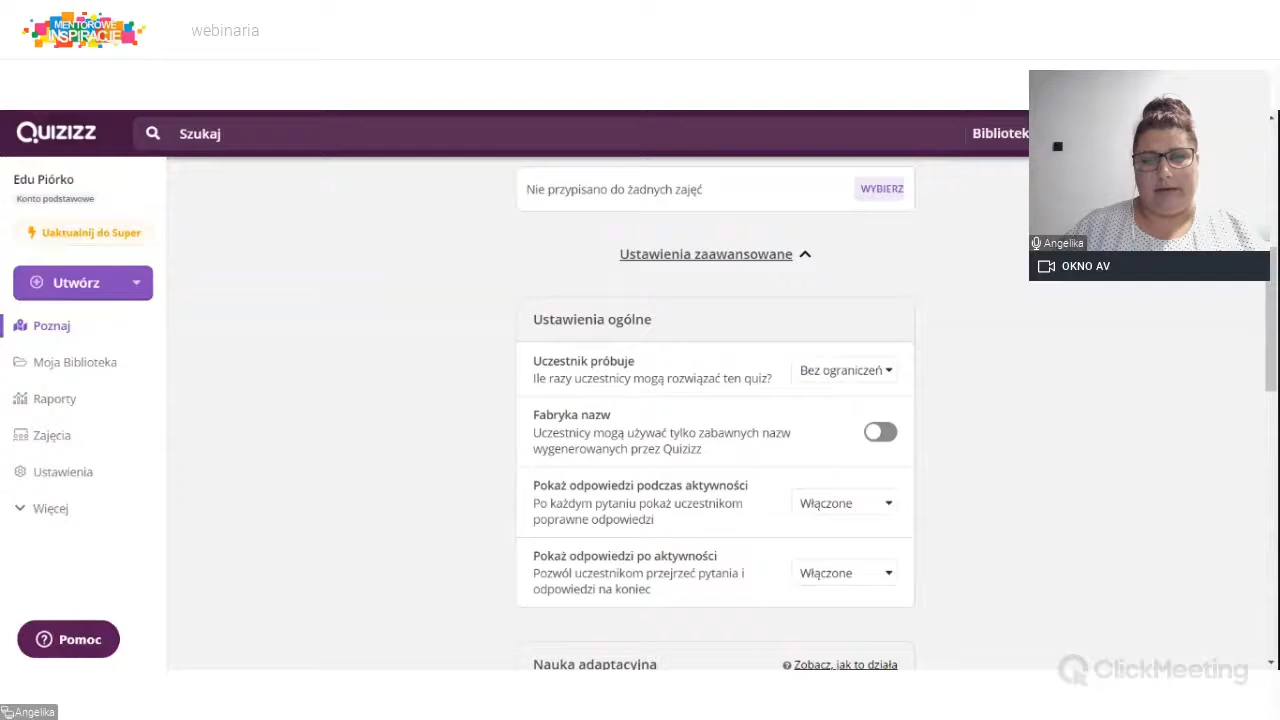 MENTOROWE
INSPIRACJE
webinaria
QUIZIZZ
Szukaj
Bibliotek
Edu Piórko
Konto podstawowe
Uaktualnij do Super
Utwórz
Poznaj
Moja Biblioteka
Raporty
Zajęcia
Ustawienia
Więcej
Pomoc
Nie przypisano do żadnych zajęć
WYBIERZ
Ustawienia zaawansowane
Ustawienia ogólne
Uczestnik próbuje
Ile razy uczestnicy mogą rozwiązać ten quiz?
Bez ograniczeń
Fabryka nazw
Uczestnicy mogą używać tylko zabawnych nazw
wygenerowanych przez Quizizz
Pokaż odpowiedzi podczas aktywności
Po każdym pytaniu pokaż uczestnikom
poprawne odpowiedzi
Włączone
Pokaż odpowiedzi po aktywności
Pozwól uczestnikom przejrzeć pytania i
odpowiedzi na koniec
Włączone
Nauka adaptacyjna
Zobacz, jak to działa
Angelika
OKNO AV
ClickMeeting
Angelika